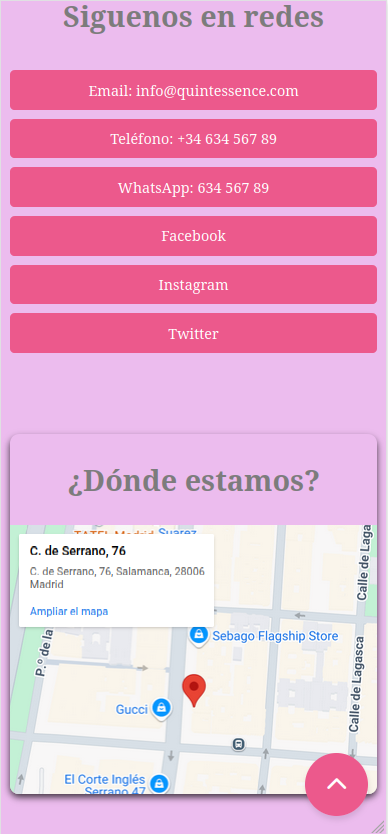 Siguenos en redes
Email: info@quintessence.com
Teléfono: +34 634 567 89
WhatsApp: 634 567 89
Facebook
Instagram
Twitter
¿Dónde estamos?
TATEL Madrid
Suarez
C. de Serrano, 76
C. de Serrano, 76, Salamanca, 28006
Madrid
Ampliar el mapa
Calle de Laga
P.º de la
Sebago Flagship Store
Calle de Lagasca
Gucci
El Corte Inglés
Serrano 47